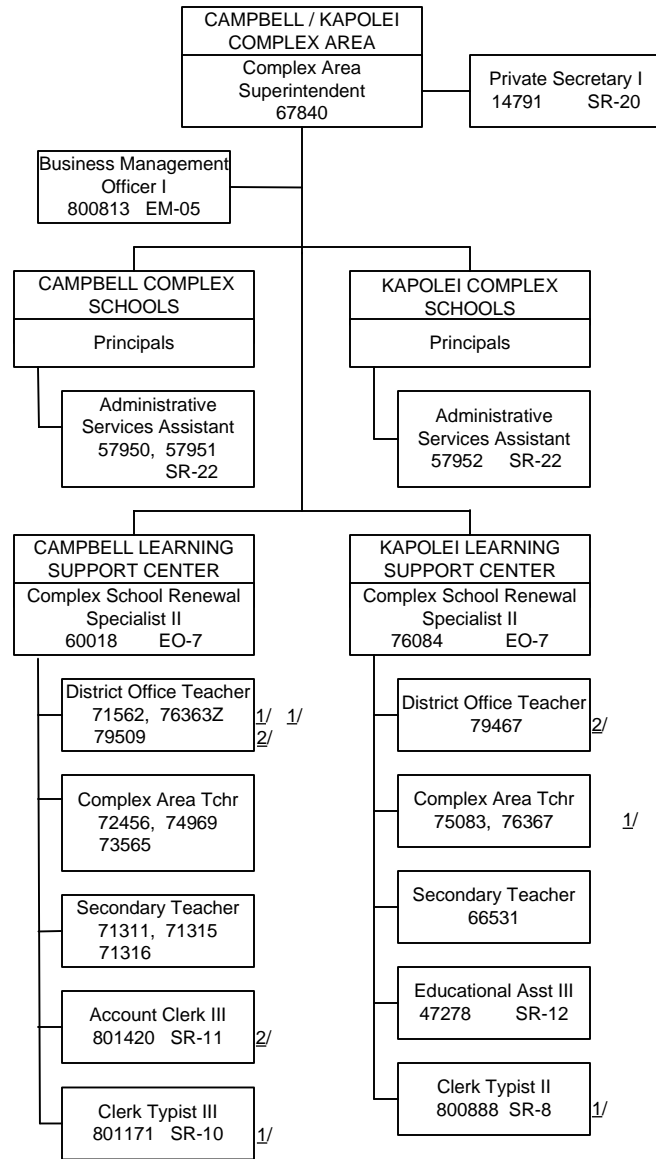 CAMPBELL / KAPOLEI
COMPLEX AREA
Complex Area
Superintendent
67840
Private Secretary I
14791 SR-20
Business Management
Officer I
800813 EM-05
CAMPBELL COMPLEX
SCHOOLS
Principals
Administrative
Services Assistant
57950, 57951
SR-22
KAPOLEI COMPLEX
SCHOOLS
Principals
Administrative
Services Assistant
57952 SR-22
CAMPBELL LEARNING
SUPPORT CENTER
Complex School Renewal
Specialist II
60018 EO-7
District Office Teacher
71562, 76363Z 1/ 1/
79509 2/
Complex Area Tchr
72456, 74969
73565
Secondary Teacher
71311, 71315
71316
Account Clerk III
801420 SR-11 2/
Clerk Typist III
801171 SR-10 1/
KAPOLEI LEARNING
SUPPORT CENTER
Complex School Renewal
Specialist II
76084 EO-7
District Office Teacher
79467 2/
Complex Area Tchr
75083, 76367 1/
Secondary Teacher
66531
Educational Asst III
47278 SR-12
Clerk Typist II
800888 SR-8 1/